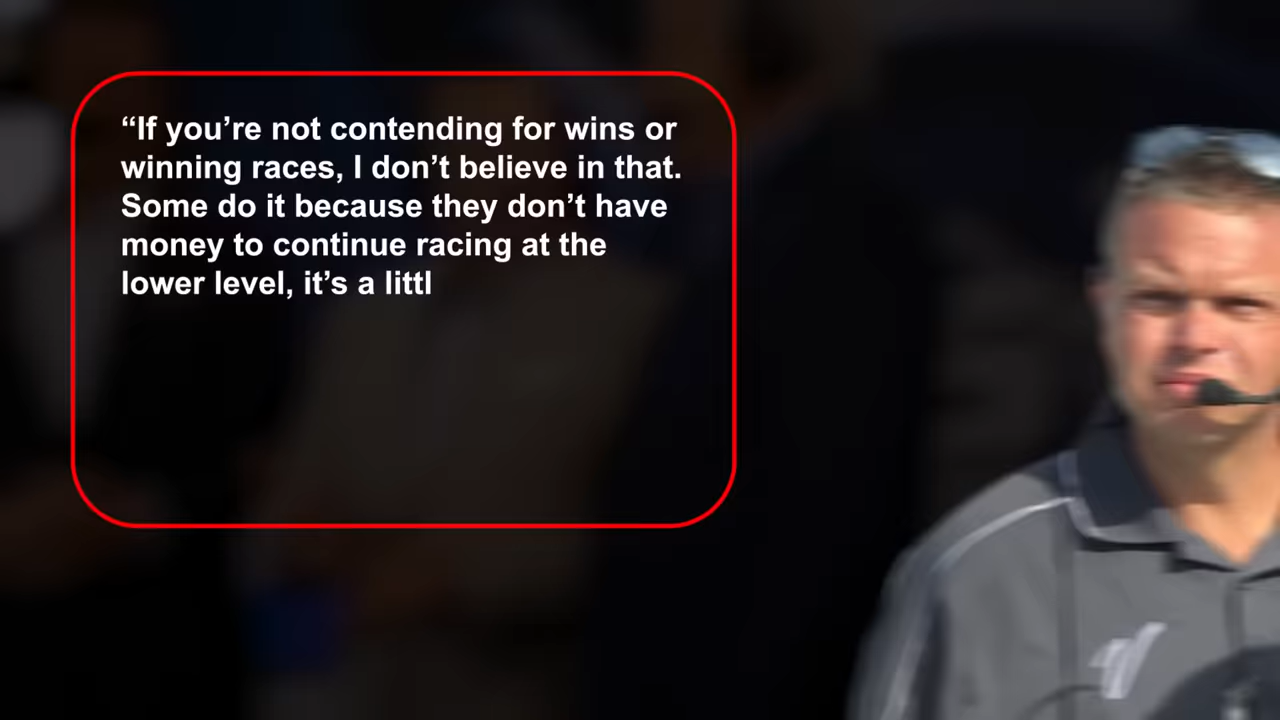 “If you’re not contending for wins or
winning races, I don’t believe in that.
Some do it because they don’t have
money to continue racing at the
lower level, it’s a littl